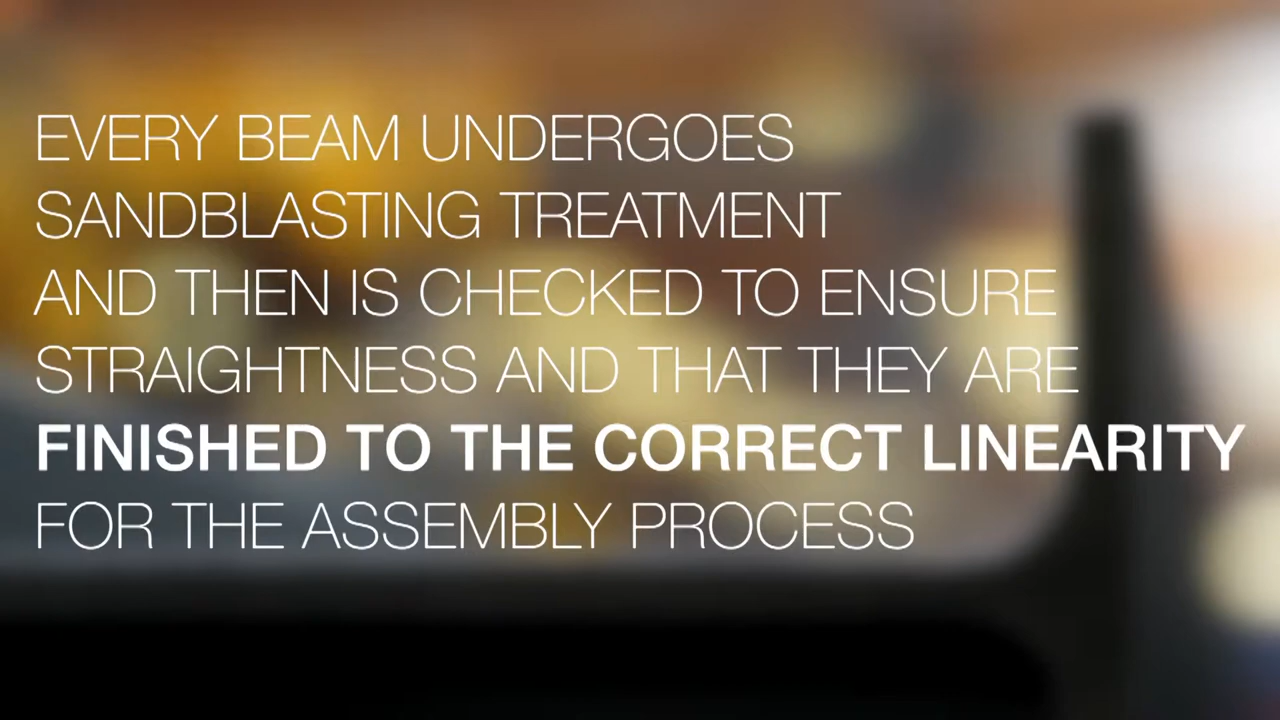 EVERY BEAM UNDERGOES
SANDBLASTING TREATMENT
AND THEN IS CHECKED TO ENSURE
STRAIGHTNESS AND THAT THEY ARE
FINISHED TO THE CORRECT LINEARITY
FOR THE ASSEMBLY PROCESS